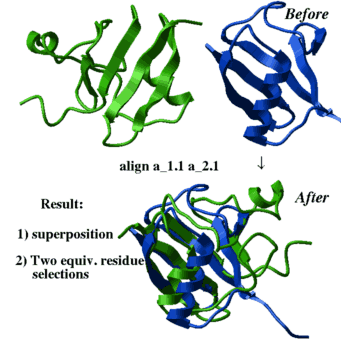 Before
align a_1.1 a_2.1
↓
After
Result:
1) superposition
2) Two equiv. residue
selections